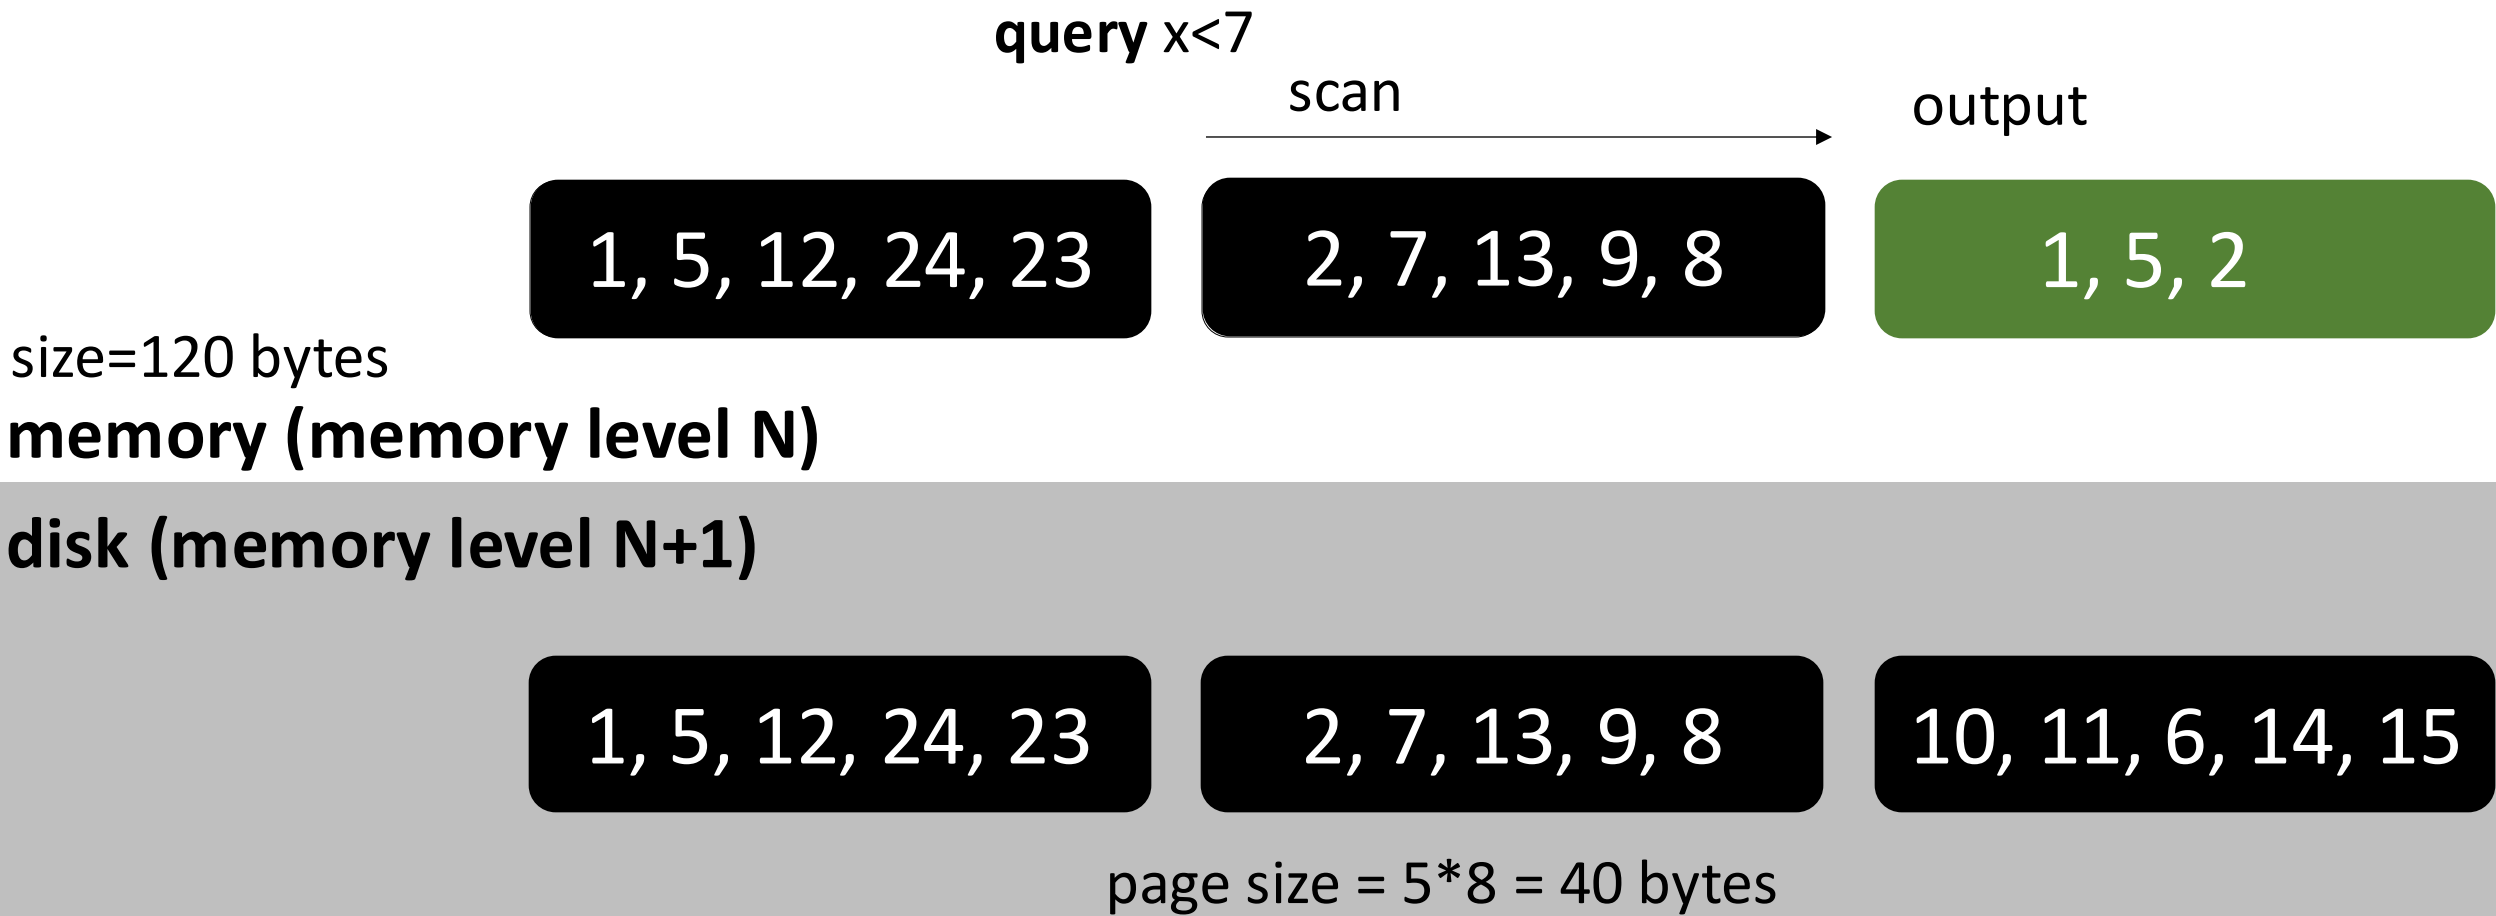 query x<7
scan
output
1, 5, 12, 24, 23
2, 7, 13, 9, 8
1, 5, 2
size=120 bytes
memory (memory level N)
disk (memory level N+1)
1, 5, 12, 24, 23
2, 7, 13, 9, 8
10, 11, 6, 14, 15
page size = 5*8 = 40 bytes